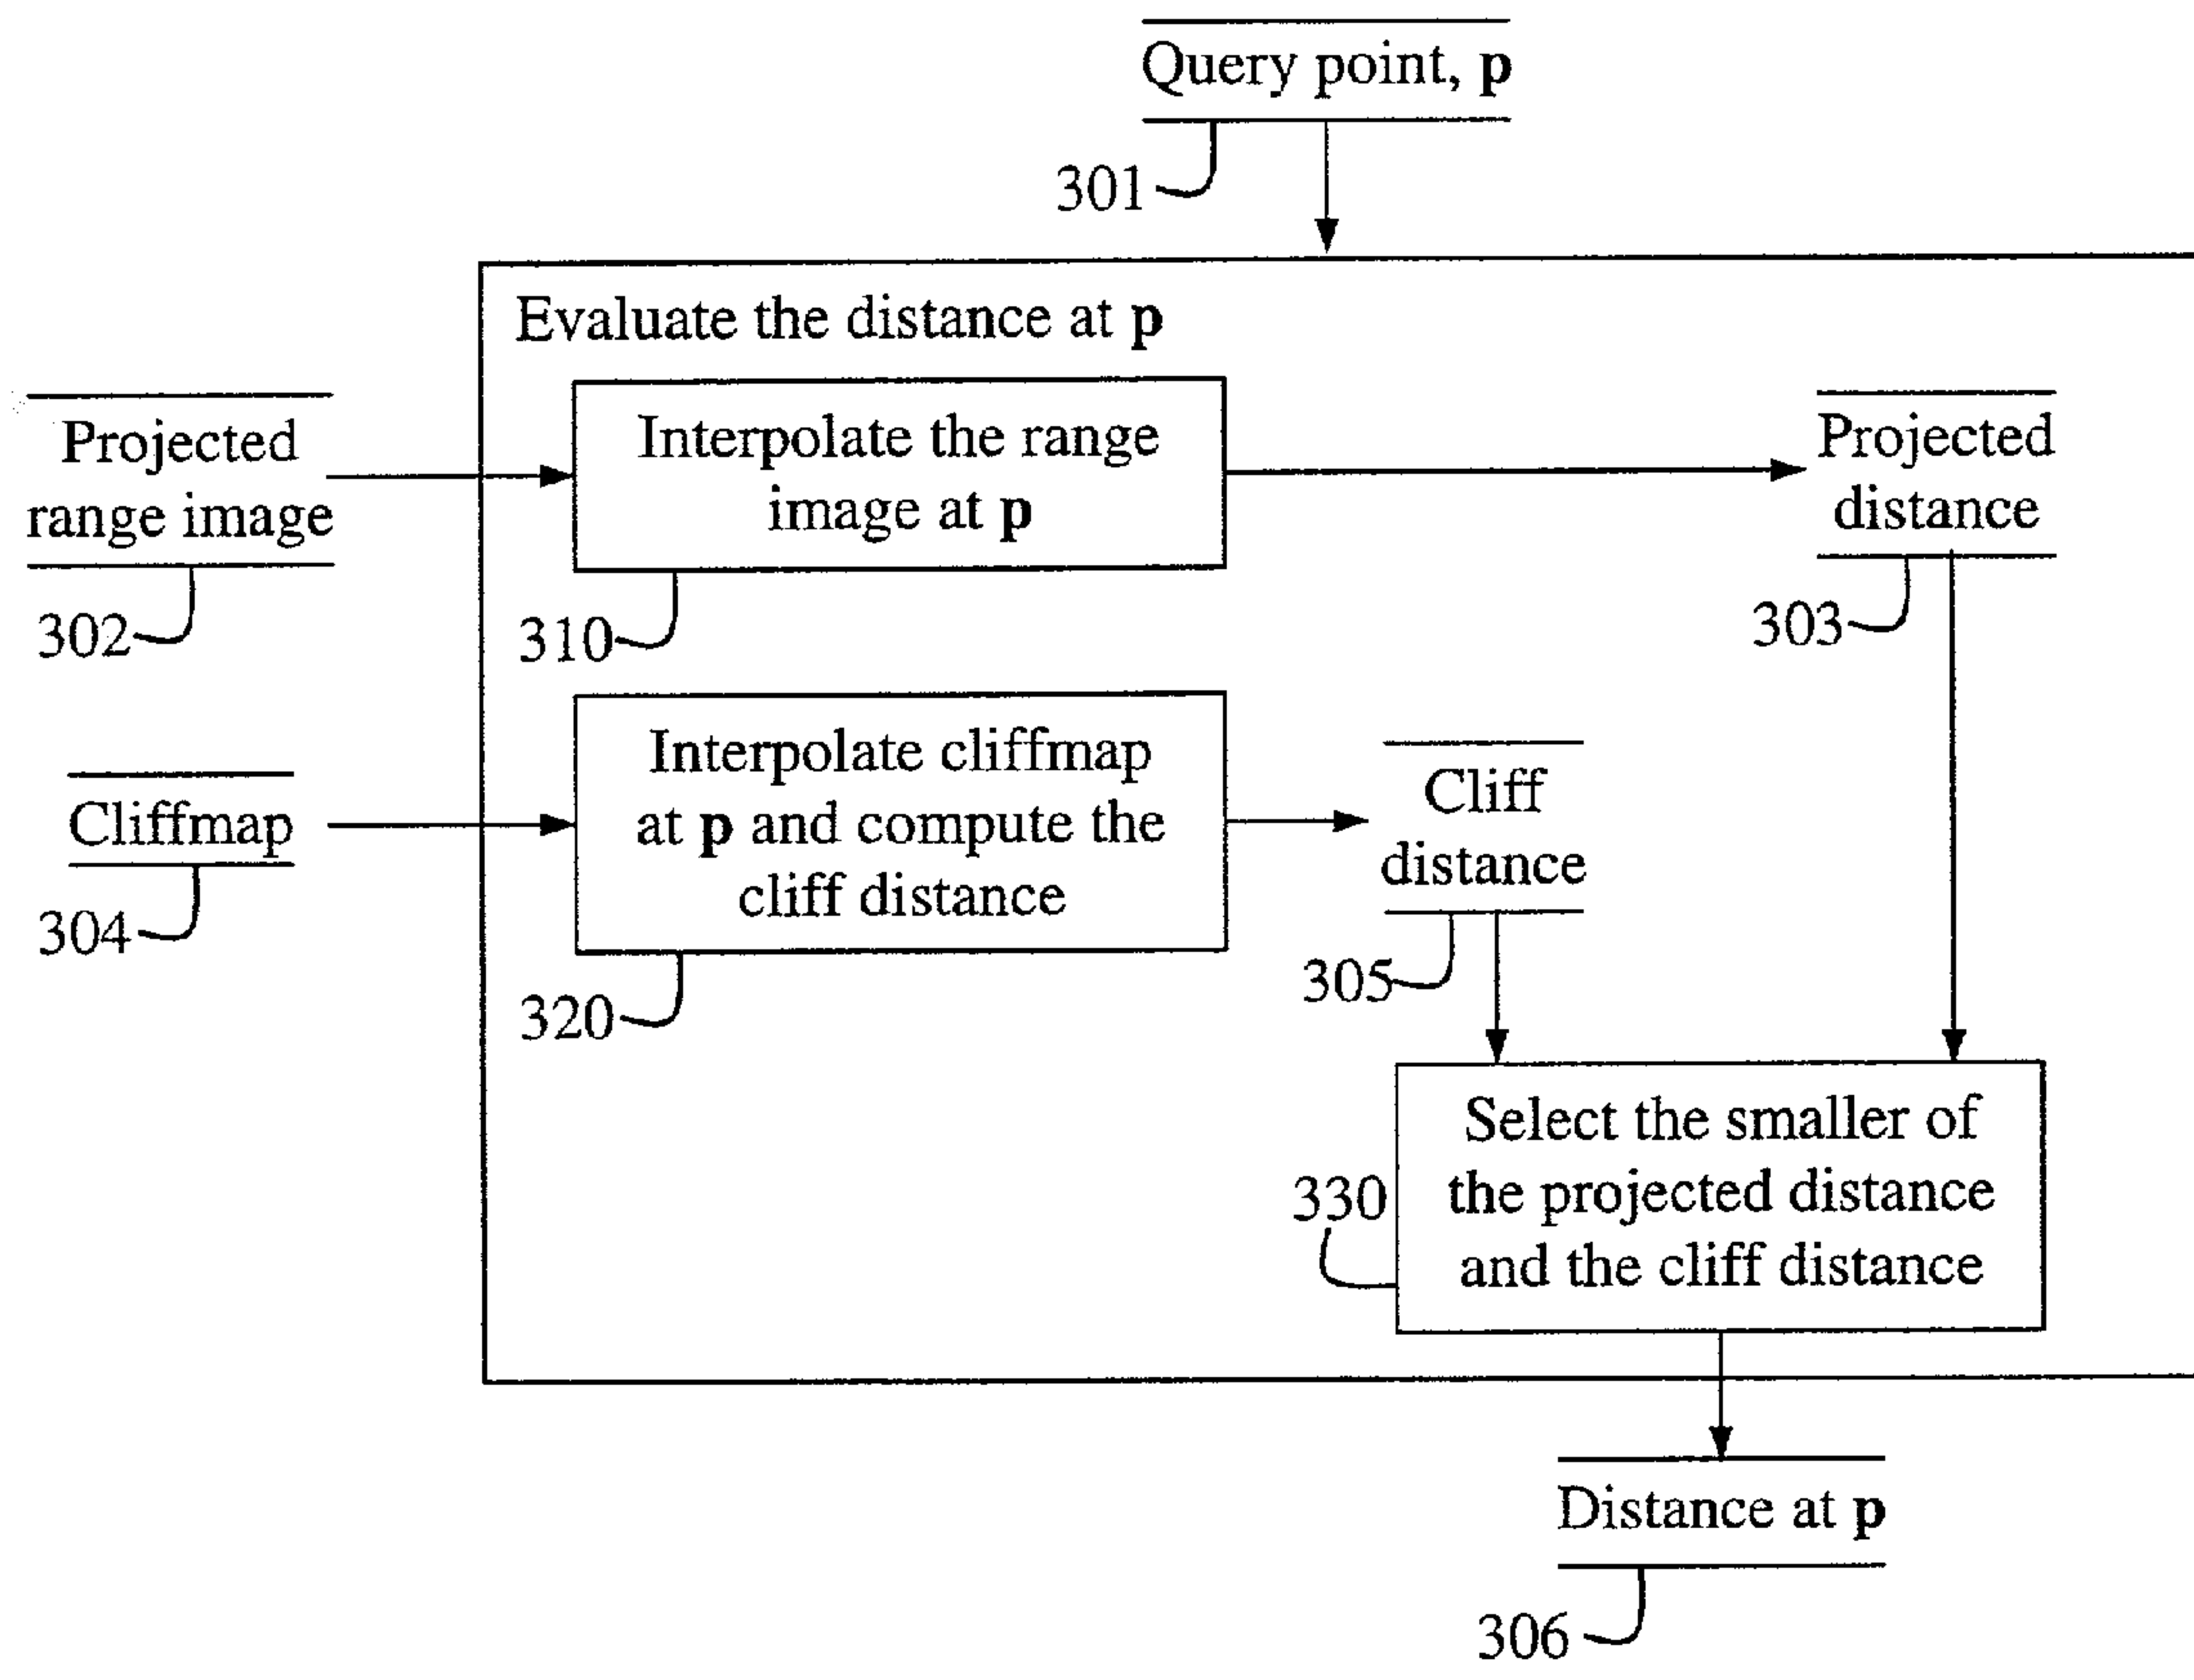 Query point, p
301
Evaluate the distance at p
Projected
range image
302
Interpolate the range
image at p
310
Projected
distance
303
Cliffmap
304
Interpolate cliffmap
at p and compute the
cliff distance
320
Cliff
distance
305
Select the smaller of
the projected distance
and the cliff distance
330
Distance at p
306